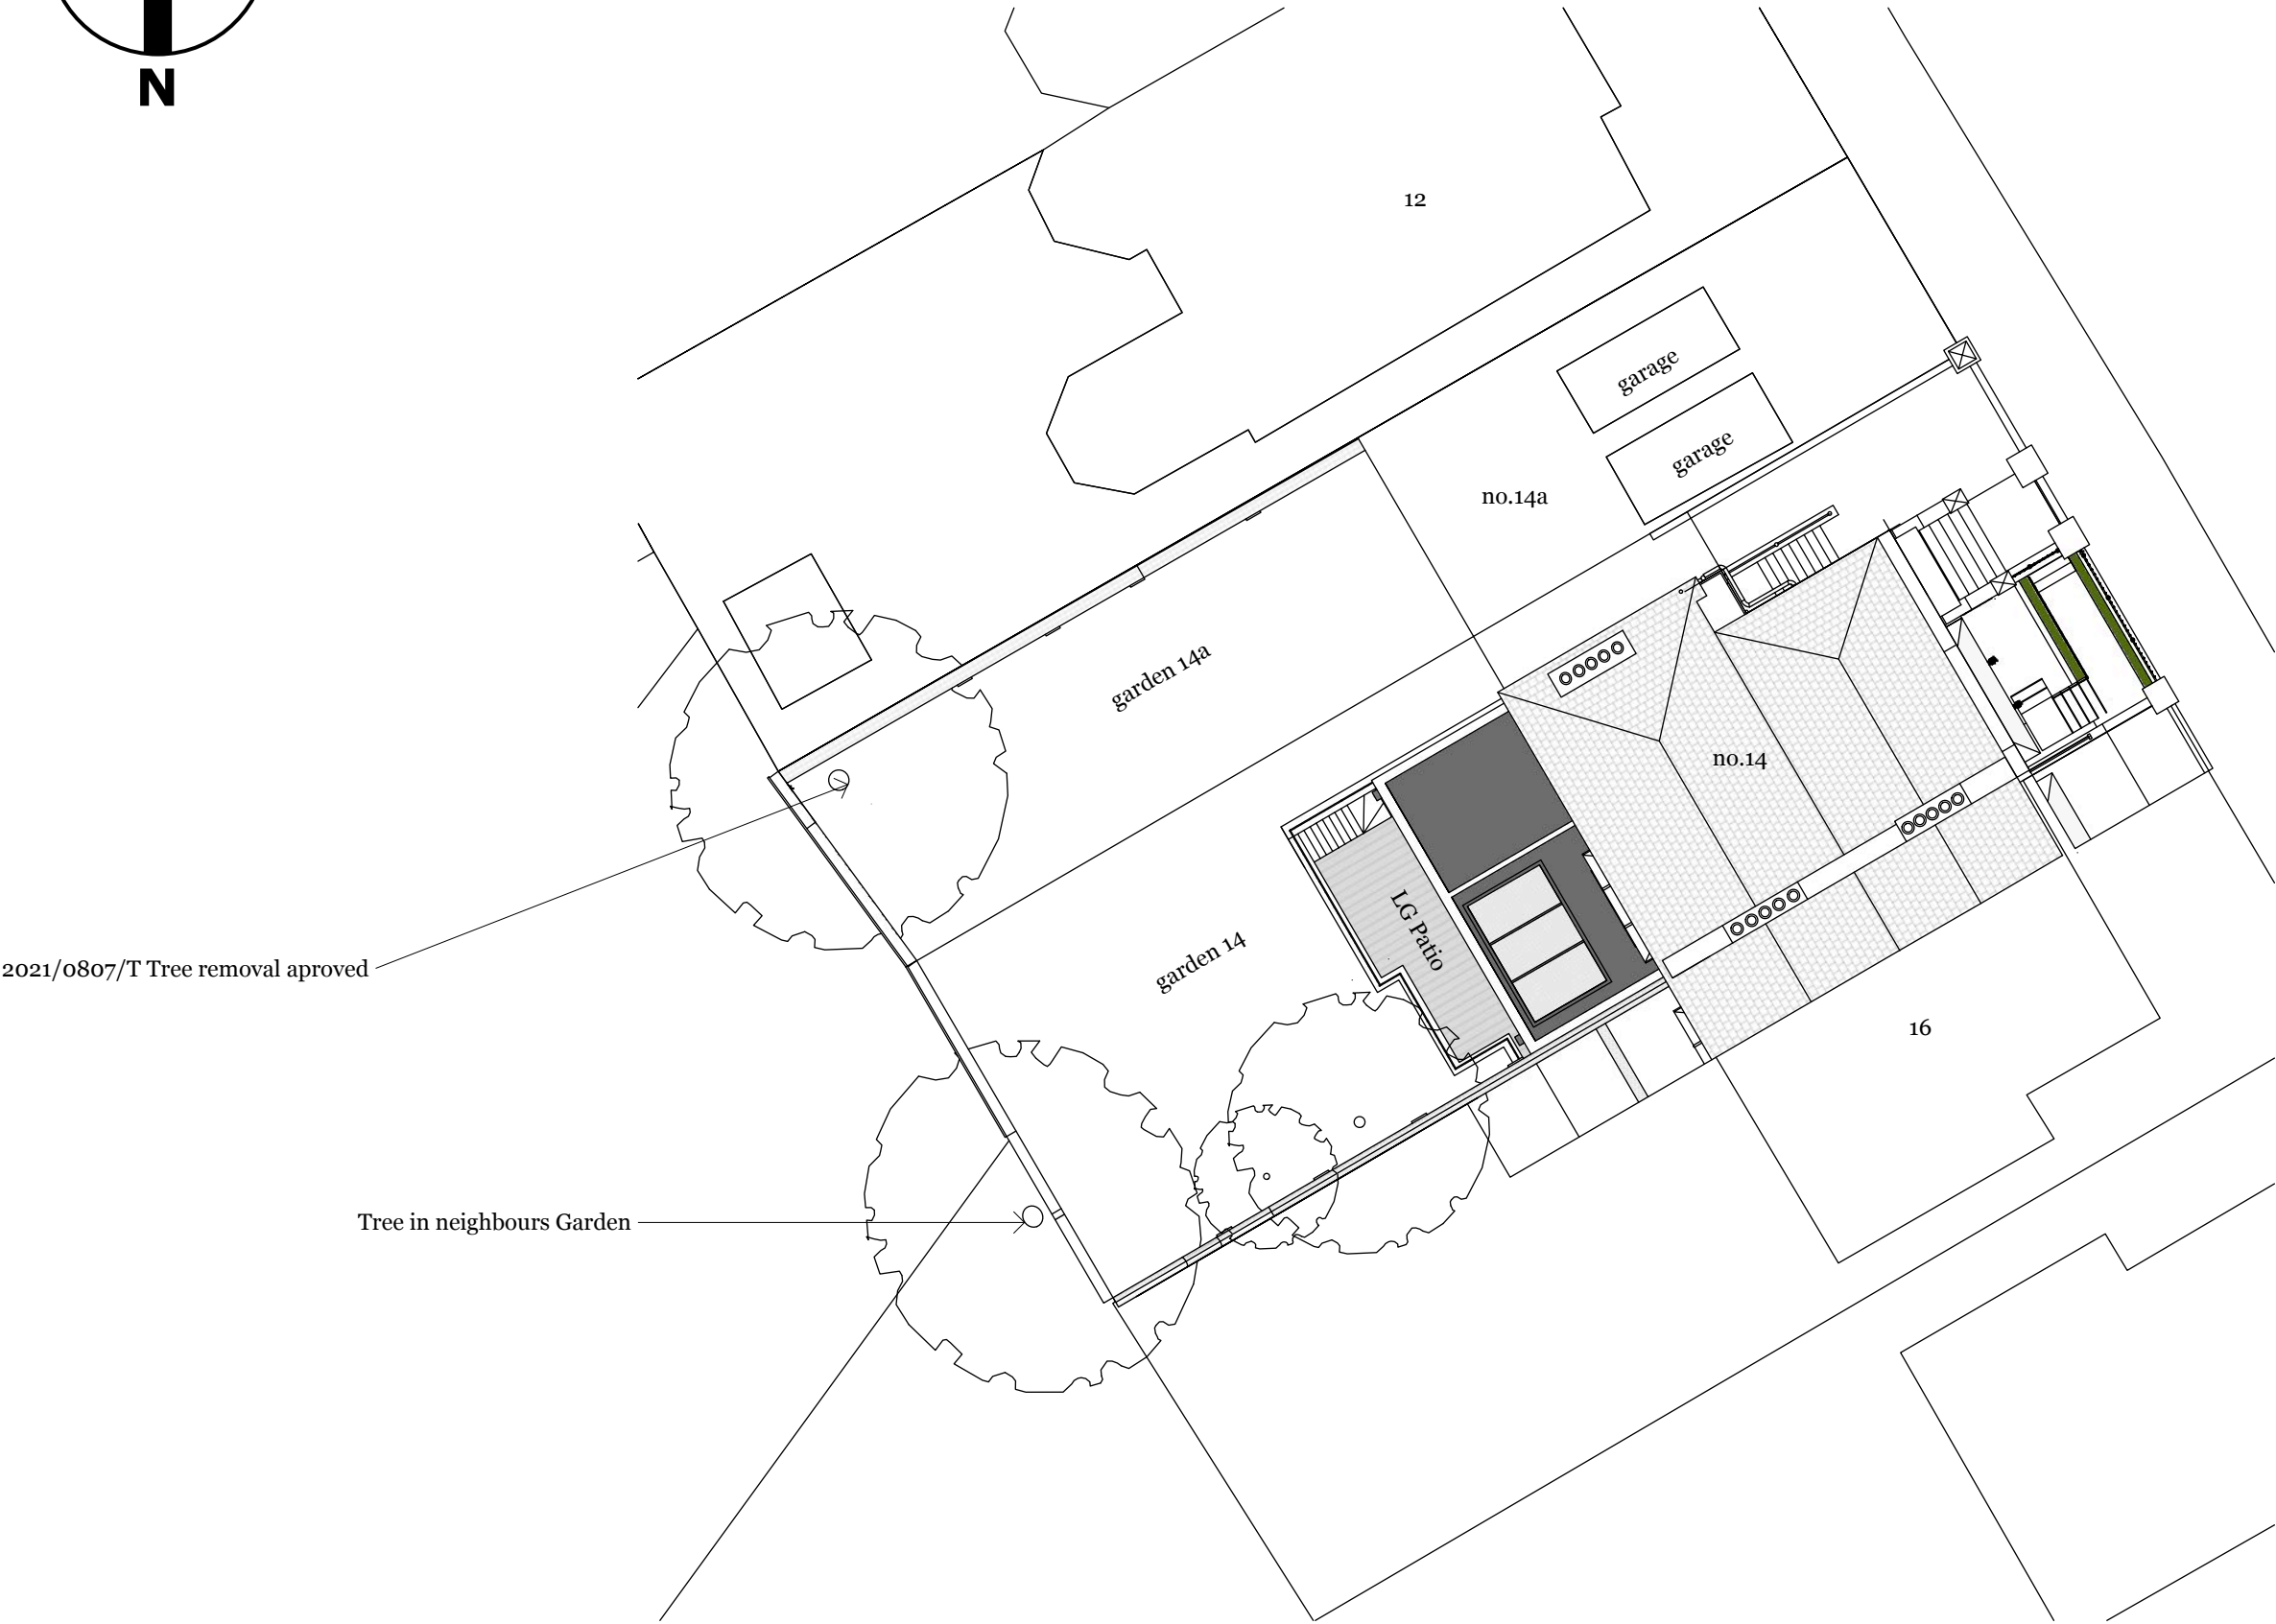 N
12
garage
garage
no.14a
garden 14a
no.14
LG Patio
garden 14
2021/0807/T Tree removal aproved
16
Tree in neighbours Garden